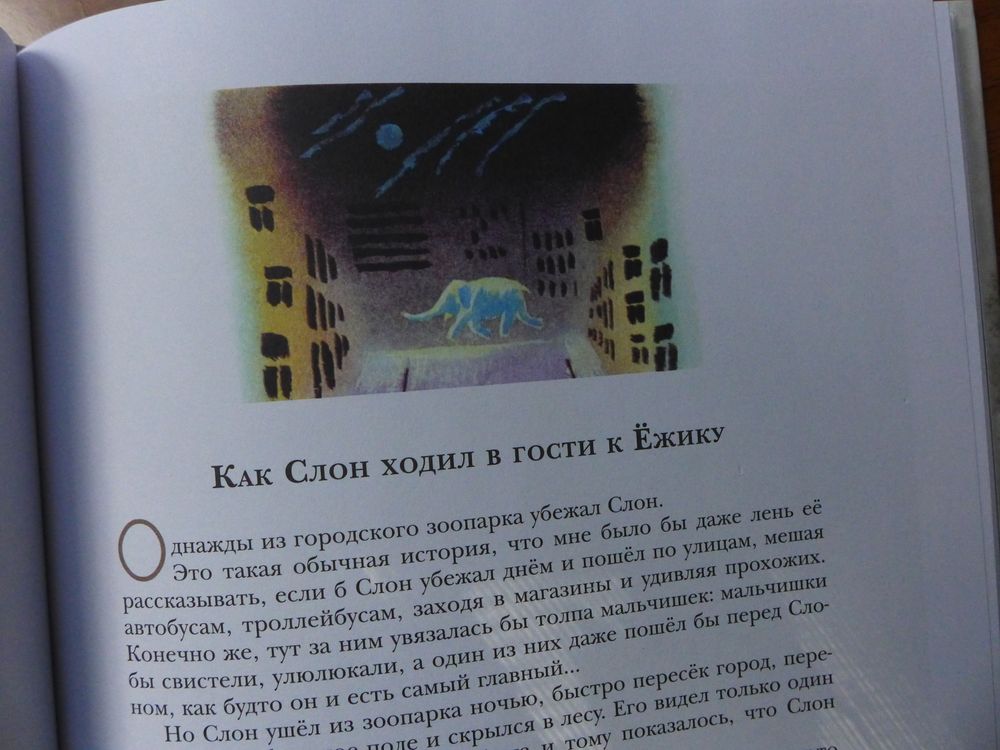 Как Слон ходил в гости к Ёжику
Однажды из городского зоопарка убежал Слон.
Это такая обычная история, что мне было бы даже лень её
рассказывать, если б Слон убежал днём и пошёл по улицам, мешая
автобусам, троллейбусам, заходя в магазины и удивляя прохожих.
Конечно же, тут за ним увязалась бы толпа мальчишек: мальчишки
бы свистели, улюлюкали, а один из них даже пошёл бы перед Сло-
ном, как будто он и есть самый главный...
Но Слон ушёл из зоопарка ночью, быстро пересёк город, пере-
поле и скрылся в лесу. Его видел только один
и тому показалось, что Слон